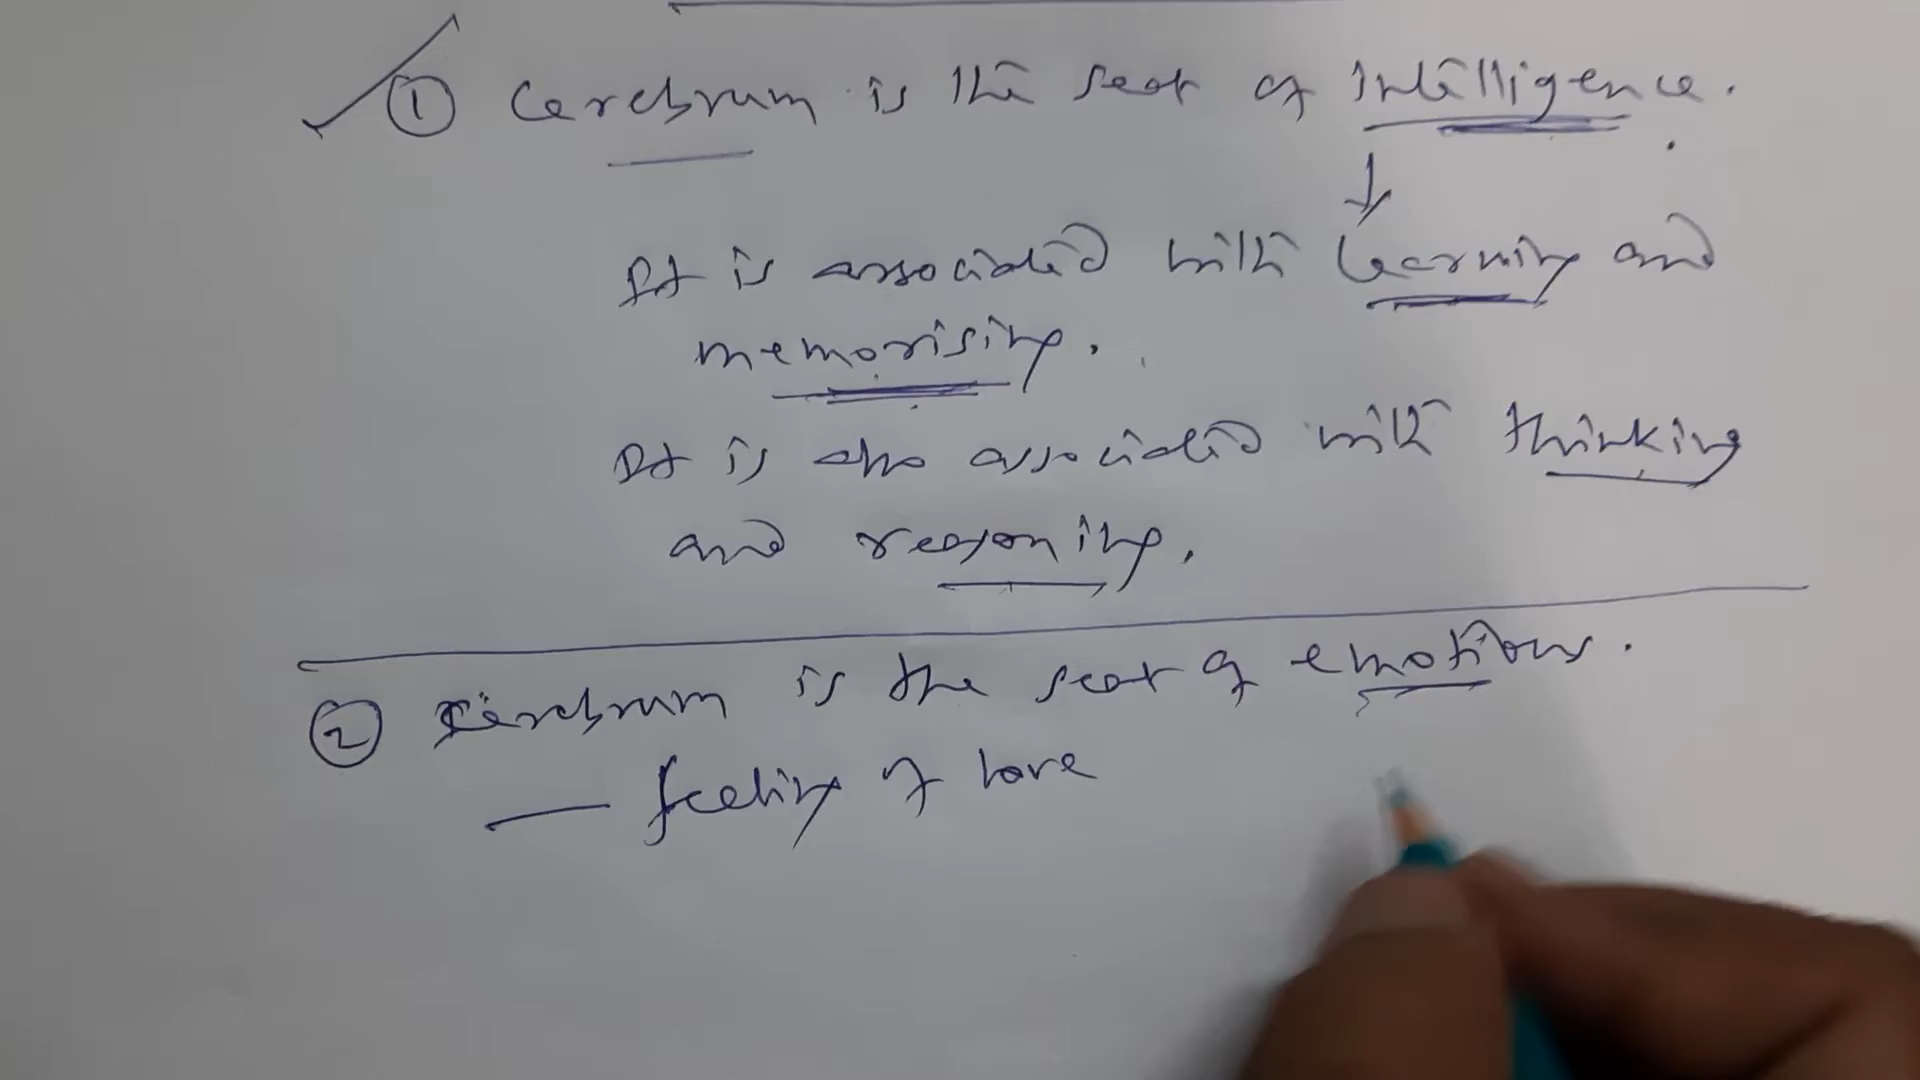 ① Cerebrum is the seat of Intelligence.
It is associated with Learning and
memorising.
It is also associated with thinking
and reasoning.
② Cerebrum is the seat of emotions.
— feeling of love